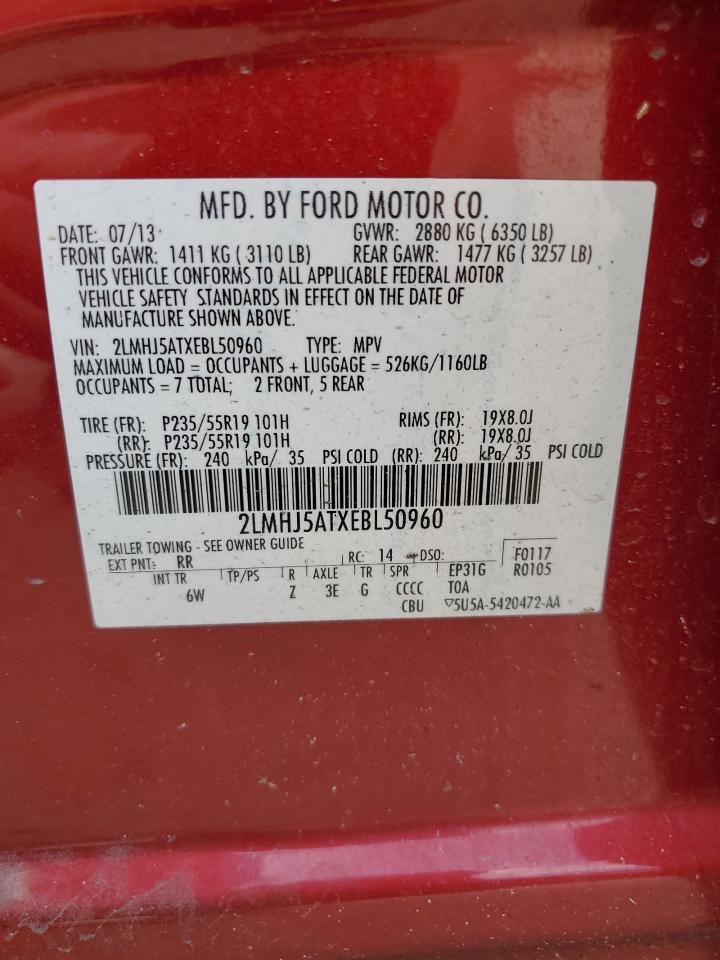 MFD. BY FORD MOTOR CO.
DATE: 07/13 GVWR: 2880 KG ( 6350 LB)
FRONT GAWR: 1411 KG ( 3110 LB) REAR GAWR: 1477 KG ( 3257 LB)
THIS VEHICLE CONFORMS TO ALL APPLICABLE FEDERAL MOTOR
VEHICLE SAFETY STANDARDS IN EFFECT ON THE DATE OF
MANUFACTURE SHOWN ABOVE.
VIN: 2LMHJ5ATXEBL50960 TYPE: MPV
MAXIMUM LOAD = OCCUPANTS + LUGGAGE = 526KG/1160LB
OCCUPANTS = 7 TOTAL; 2 FRONT, 5 REAR
TIRE (FR): P235/55R19 101H RIMS (FR): 19X8.0J
(RR): P235/55R19 101H (RR): 19X8.0J
PRESSURE (FR): 240 kPa/ 35 PSI COLD (RR): 240 kPa/ 35 PSI COLD
2LMHJ5ATXEBL50960
TRAILER TOWING - SEE OWNER GUIDE
EXT PNT: RR RC: 14 DSO: F0117
INT TR TP/PS R AXLE TR SPR EP31G R0105
6W Z 3E G CCCC TOA
CBU ▽5U5A-5420472-AA